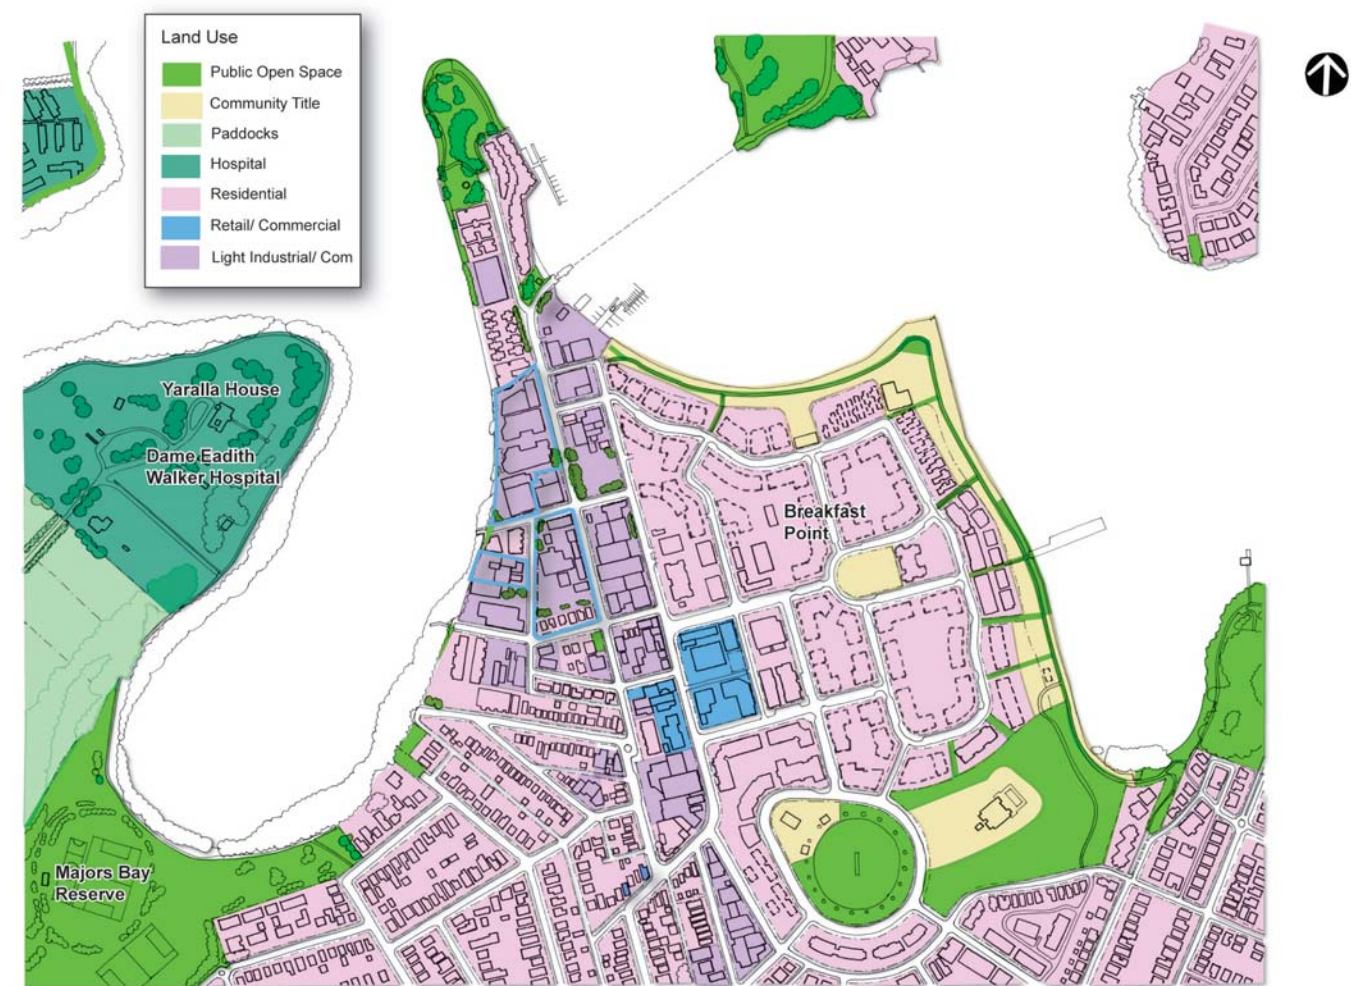 Land Use
Public Open Space
Community Title
Paddocks
Hospital
Residential
Retail/ Commercial
Light Industrial/ Com
Yaralla House
Dame Eadith
Walker Hospital
Breakfast
Point
Majors Bay
Reserve